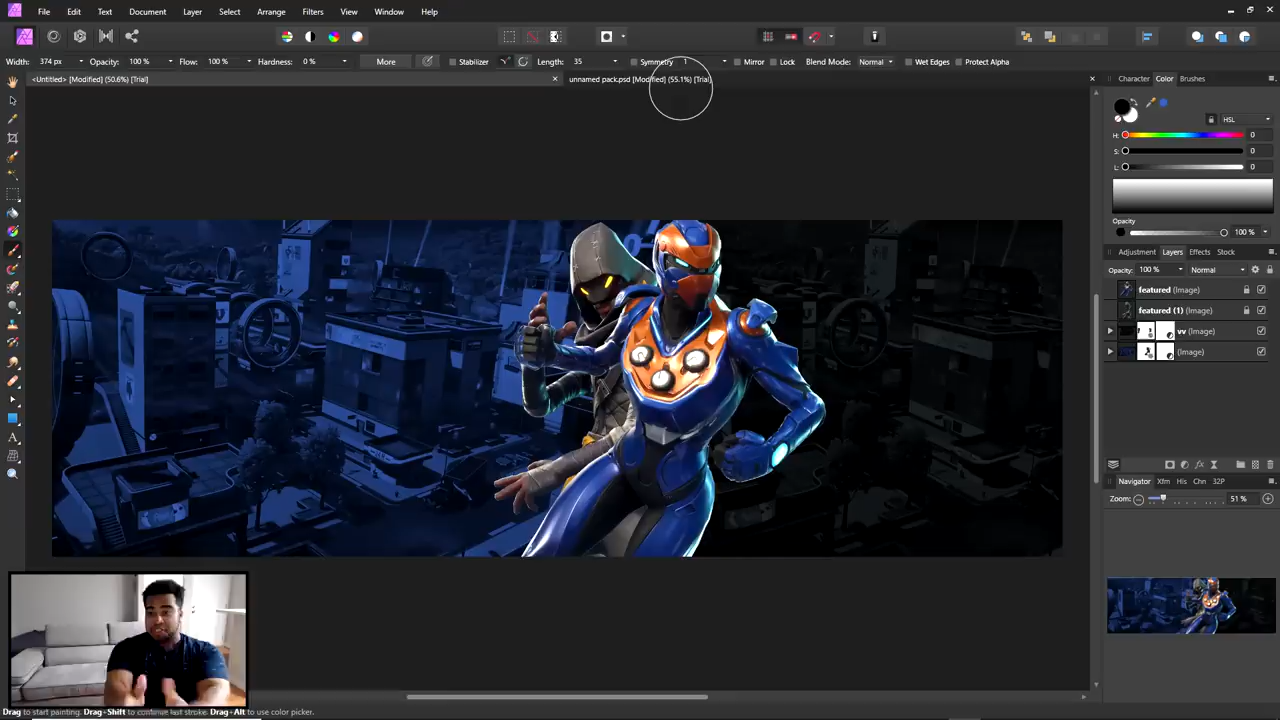 File Edit Text Document Layer Select Arrange Filters View Window Help
Width: 374 px Opacity: 100 % Flow: 100 % Hardness: 0 % More Stabilizer Length: 35 Symmetry 1 Mirror Lock Blend Mode: Normal Wet Edges Protect Alpha
<Untitled> [Modified] (50.6%) [Trial] unnamed pack.psd [Modified] (55.1%) [Trial]
Character Color Brushes
HSL
H: 0
S: 0
L: 0
Opacity
100 %
Adjustment Layers Effects Stock
Opacity: 100 % Normal
featured (Image)
featured (1) (Image)
vv (Image)
(Image)
Navigator Xfm His Chn 32P
Zoom: 51 %
Drag to start painting. Drag+Shift to continue last stroke. Drag+Alt to use color picker.